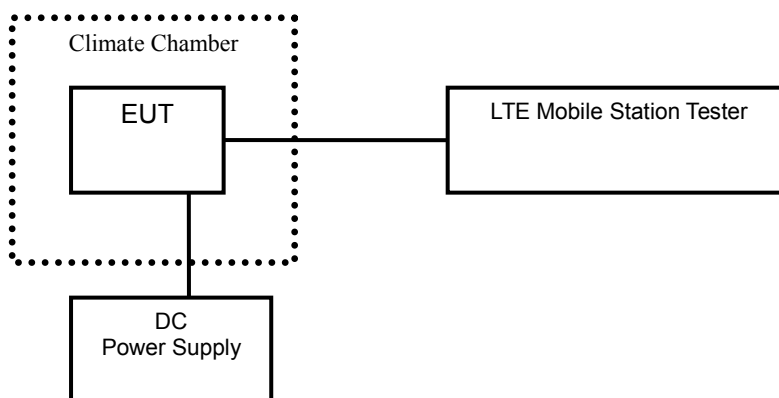 Climate Chamber
EUT
LTE Mobile Station Tester
DC
Power Supply